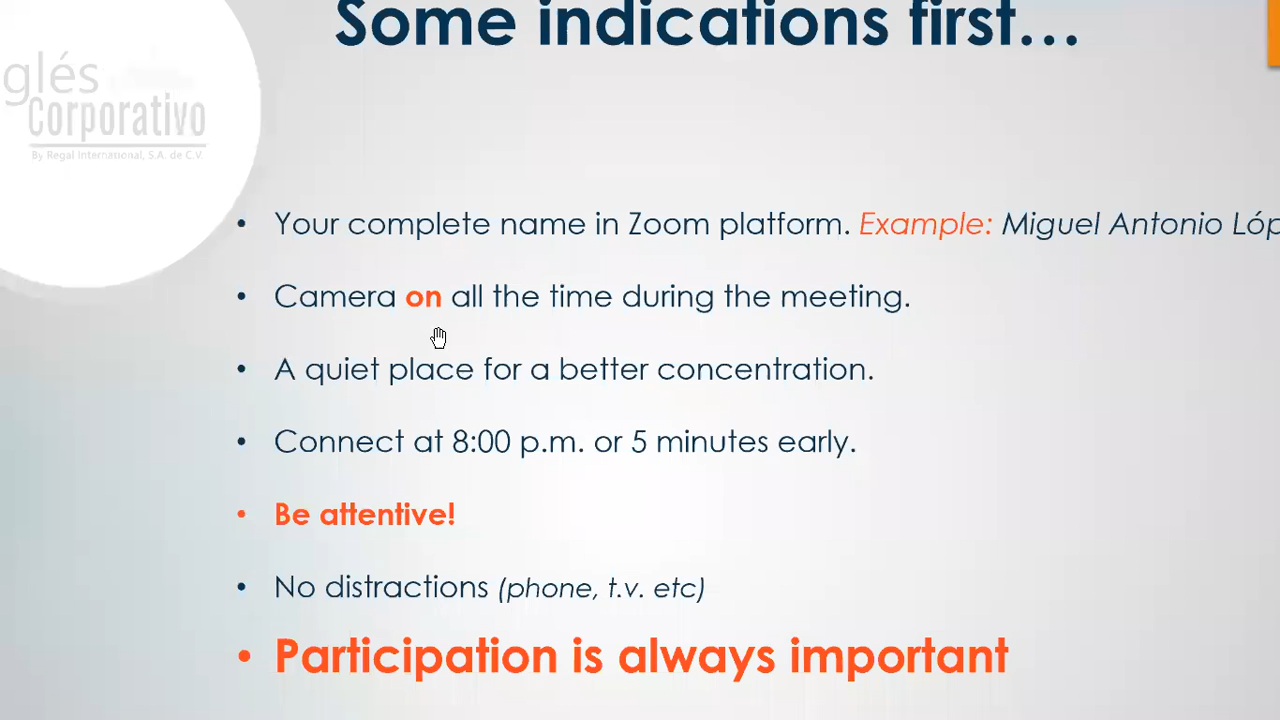 Some indications first...
glés
Corporativo
By Regal International, S.A. de C.V.
• Your complete name in Zoom platform. Example: Miguel Antonio Lóp
• Camera on all the time during the meeting.
• A quiet place for a better concentration.
• Connect at 8:00 p.m. or 5 minutes early.
• Be attentive!
• No distractions (phone, t.v. etc)
• Participation is always important